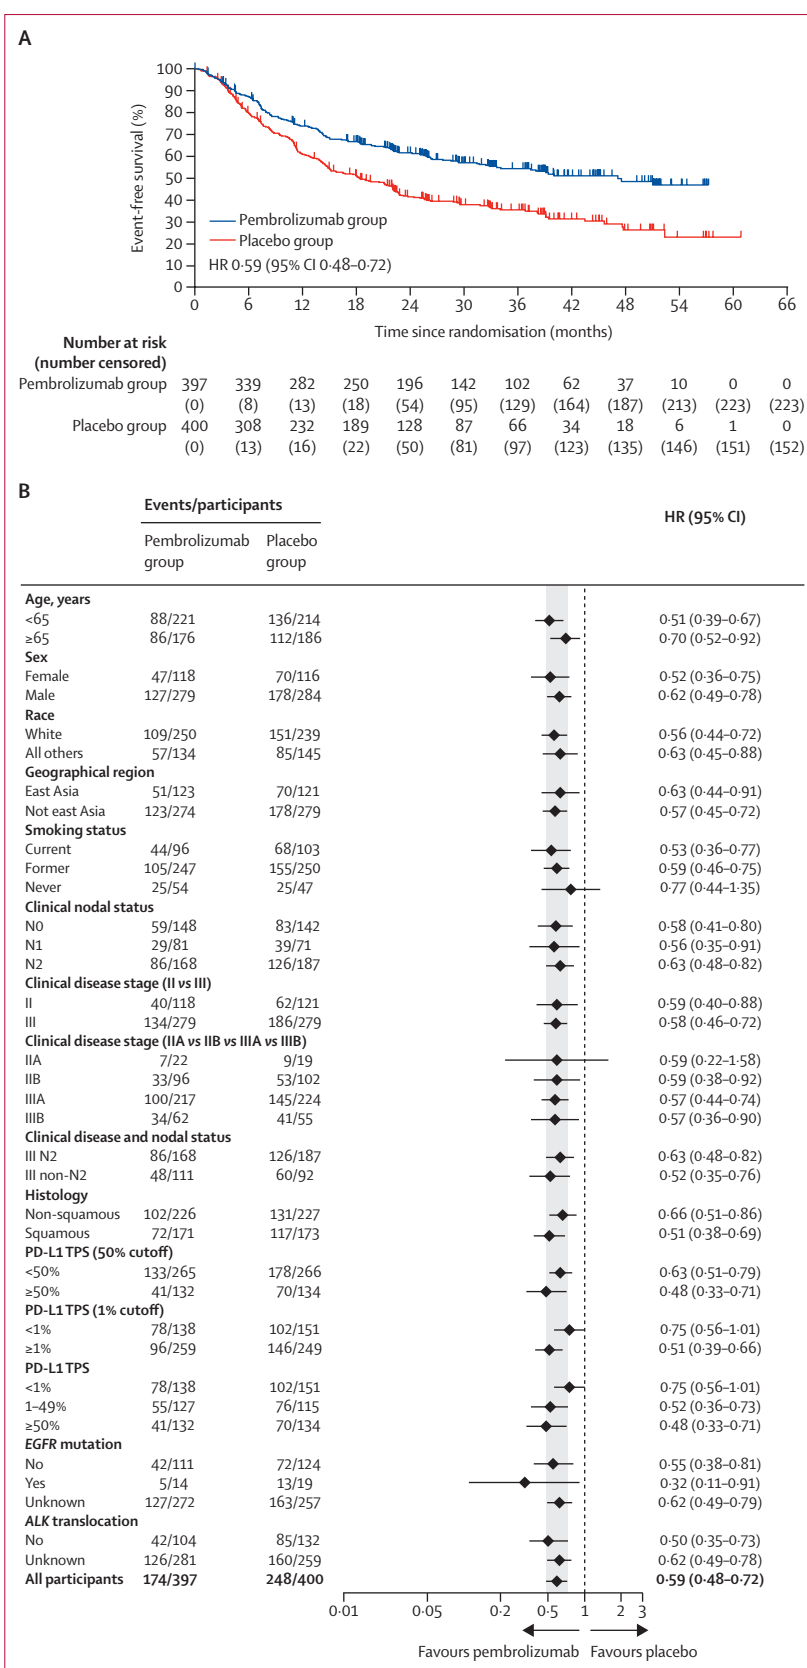 A
Event-free survival (%)
100
90
80
70
60
50
40
30
20
10
0
Pembrolizumab group
Placebo group
HR 0·59 (95% CI 0·48–0·72)
0 6 12 18 24 30 36 42 48 54 60 66
Time since randomisation (months)
Number at risk
(number censored)
Pembrolizumab group 397 339 282 250 196 142 102 62 37 10 0 0
(0) (8) (13) (18) (54) (95) (129) (164) (187) (213) (223) (223)
Placebo group 400 308 232 189 128 87 66 34 18 6 1 0
(0) (13) (16) (22) (50) (81) (97) (123) (135) (146) (151) (152)
B
Events/participants HR (95% CI)
Pembrolizumab Placebo
group group
Age, years
<65 88/221 136/214 0·51 (0·39–0·67)
≥65 86/176 112/186 0·70 (0·52–0·92)
Sex
Female 47/118 70/116 0·52 (0·36–0·75)
Male 127/279 178/284 0·62 (0·49–0·78)
Race
White 109/250 151/239 0·56 (0·44–0·72)
All others 57/134 85/145 0·63 (0·45–0·88)
Geographical region
East Asia 51/123 70/121 0·63 (0·44–0·91)
Not east Asia 123/274 178/279 0·57 (0·45–0·72)
Smoking status
Current 44/96 68/103 0·53 (0·36–0·77)
Former 105/247 155/250 0·59 (0·46–0·75)
Never 25/54 25/47 0·77 (0·44–1·35)
Clinical nodal status
N0 59/148 83/142 0·58 (0·41–0·80)
N1 29/81 39/71 0·56 (0·35–0·91)
N2 86/168 126/187 0·63 (0·48–0·82)
Clinical disease stage (II vs III)
II 40/118 62/121 0·59 (0·40–0·88)
III 134/279 186/279 0·58 (0·46–0·72)
Clinical disease stage (IIA vs IIB vs IIIA vs IIIB)
IIA 7/22 9/19 0·59 (0·22–1·58)
IIB 33/96 53/102 0·59 (0·38–0·92)
IIIA 100/217 145/224 0·57 (0·44–0·74)
IIIB 34/62 41/55 0·57 (0·36–0·90)
Clinical disease and nodal status
III N2 86/168 126/187 0·63 (0·48–0·82)
III non-N2 48/111 60/92 0·52 (0·35–0·76)
Histology
Non-squamous 102/226 131/227 0·66 (0·51–0·86)
Squamous 72/171 117/173 0·51 (0·38–0·69)
PD-L1 TPS (50% cutoff)
<50% 133/265 178/266 0·63 (0·51–0·79)
≥50% 41/132 70/134 0·48 (0·33–0·71)
PD-L1 TPS (1% cutoff)
<1% 78/138 102/151 0·75 (0·56–1·01)
≥1% 96/259 146/249 0·51 (0·39–0·66)
PD-L1 TPS
<1% 78/138 102/151 0·75 (0·56–1·01)
1–49% 55/127 76/115 0·52 (0·36–0·73)
≥50% 41/132 70/134 0·48 (0·33–0·71)
EGFR mutation
No 42/111 72/124 0·55 (0·38–0·81)
Yes 5/14 13/19 0·32 (0·11–0·91)
Unknown 127/272 163/257 0·62 (0·49–0·79)
ALK translocation
No 42/104 85/132 0·50 (0·35–0·73)
Unknown 126/281 160/259 0·62 (0·49–0·78)
All participants 174/397 248/400 0·59 (0·48–0·72)
0·01 0·05 0·2 0·5 1 2 3
Favours pembrolizumab Favours placebo